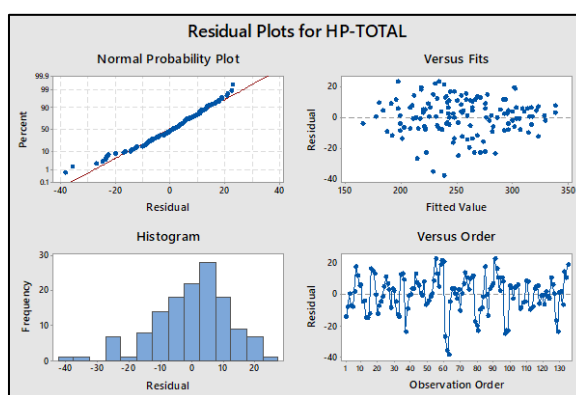 Residual Plots for HP-TOTAL
Normal Probability Plot
99.9
99
90
50
10
1
0.1
Percent
-40 -20 0 20 40
Residual
Versus Fits
20
0
-20
-40
Residual
150 200 250 300 350
Fitted Value
Histogram
30
20
10
0
Frequency
-40 -30 -20 -10 0 10 20
Residual
Versus Order
20
0
-20
-40
Residual
1 10 20 30 40 50 60 70 80 90 100 110 120 130
Observation Order